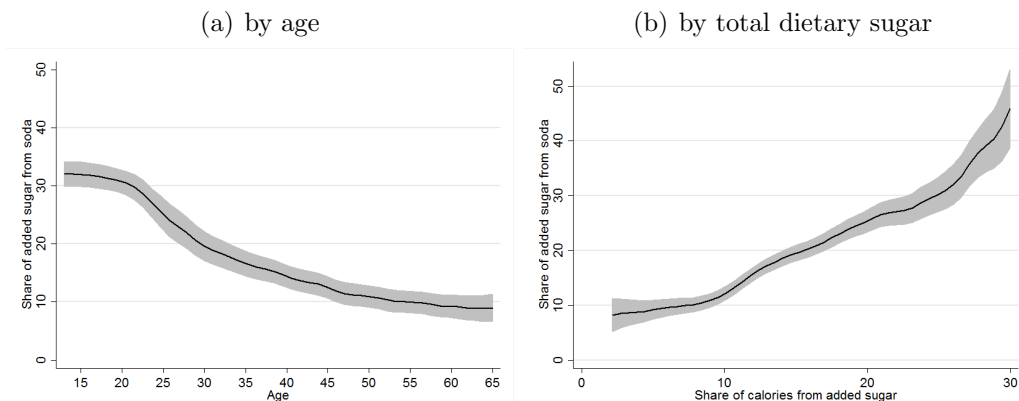 (a) by age
Share of added sugar from soda
50
40
30
20
10
0
15 20 25 30 35 40 45 50 55 60 65
Age
(b) by total dietary sugar
Share of added sugar from soda
50
40
30
20
10
0
0 10 20 30
Share of calories from added sugar